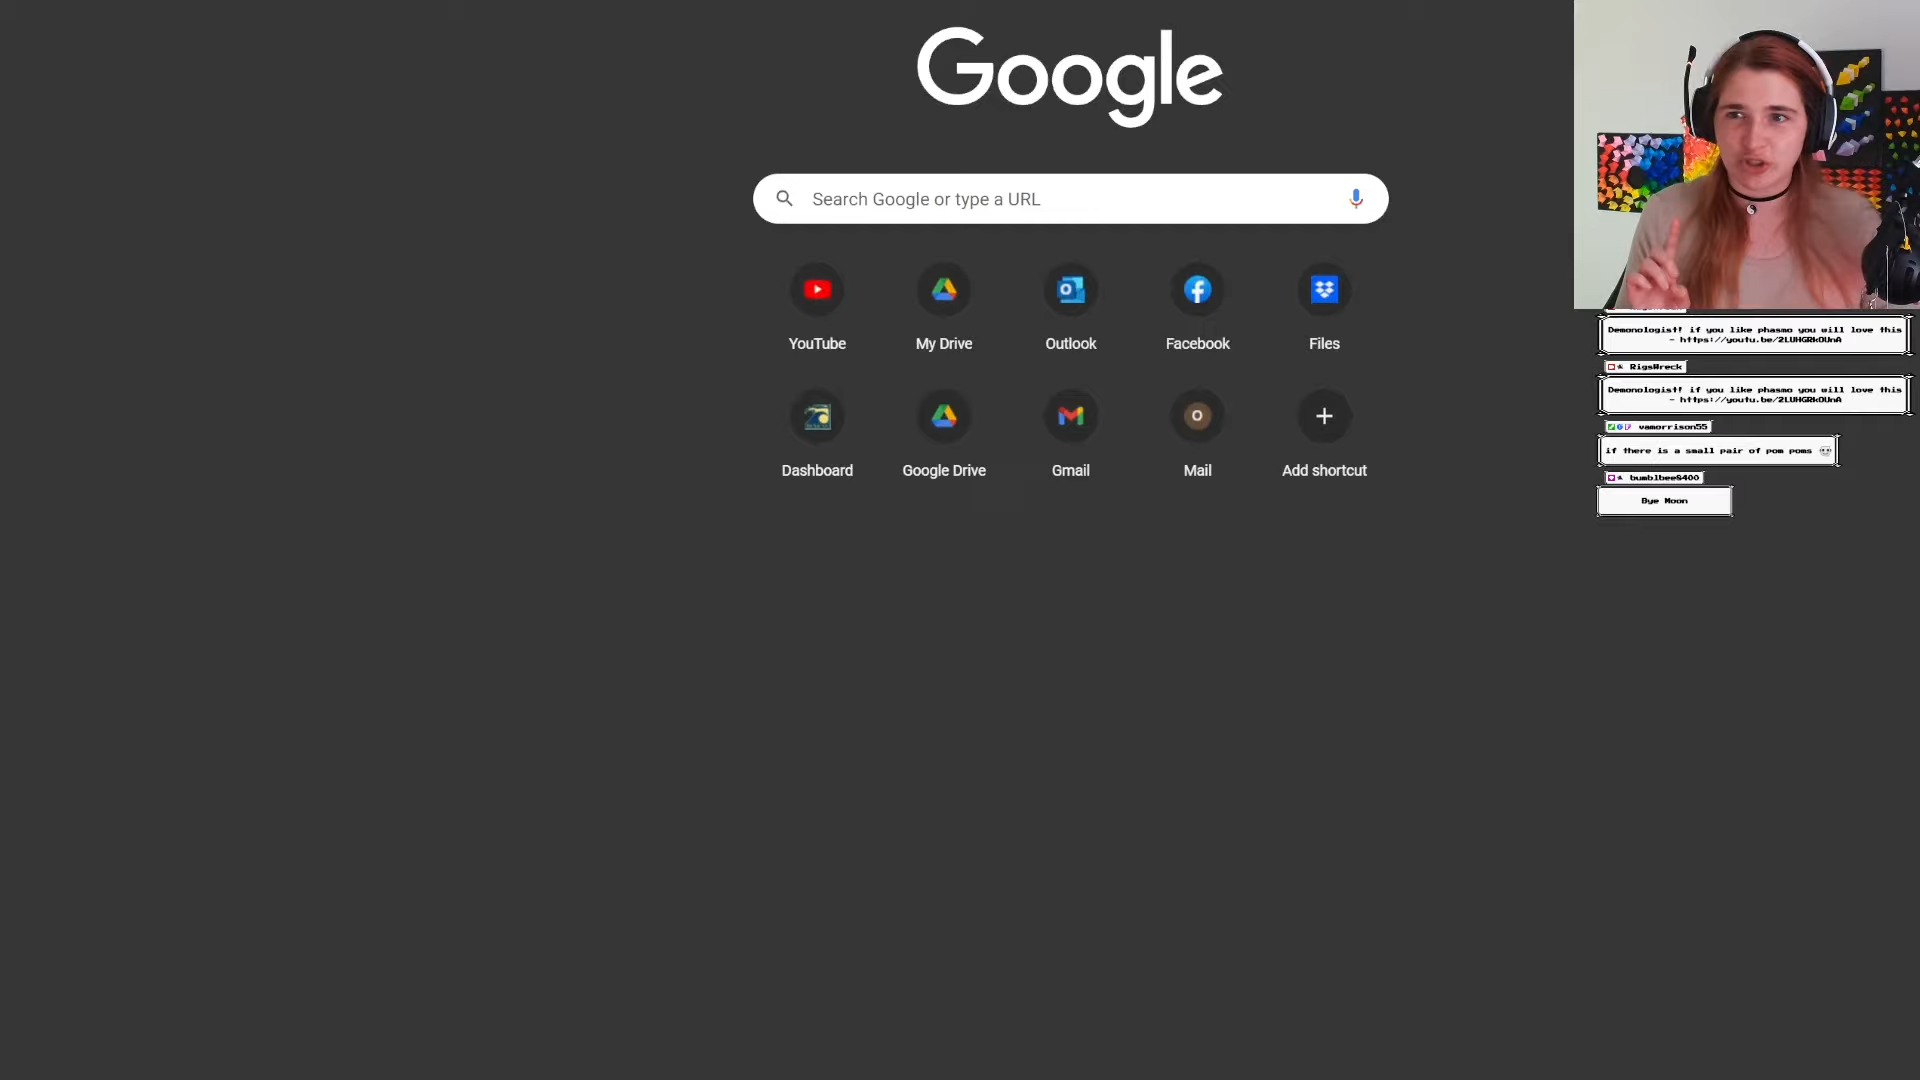 Google
Search Google or type a URL
YouTube
My Drive
Outlook
Facebook
Files
Dashboard
Google Drive
Gmail
O
Mail
Add shortcut
Demonologist! if you like phasmo you will love this
- https://youtu.be/2LUHGRkOUnA
RigsWreck
Demonologist! if you like phasmo you will love this
- https://youtu.be/2LUHGRkOUnA
vamorrison55
if there is a small pair of pom poms
bumblbee8400
Bye Moon